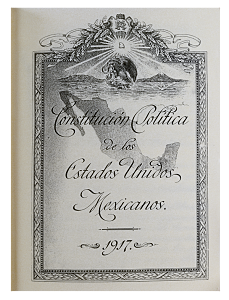 Constitución Política
de los
Estados Unidos
Mexicanos.
1917.